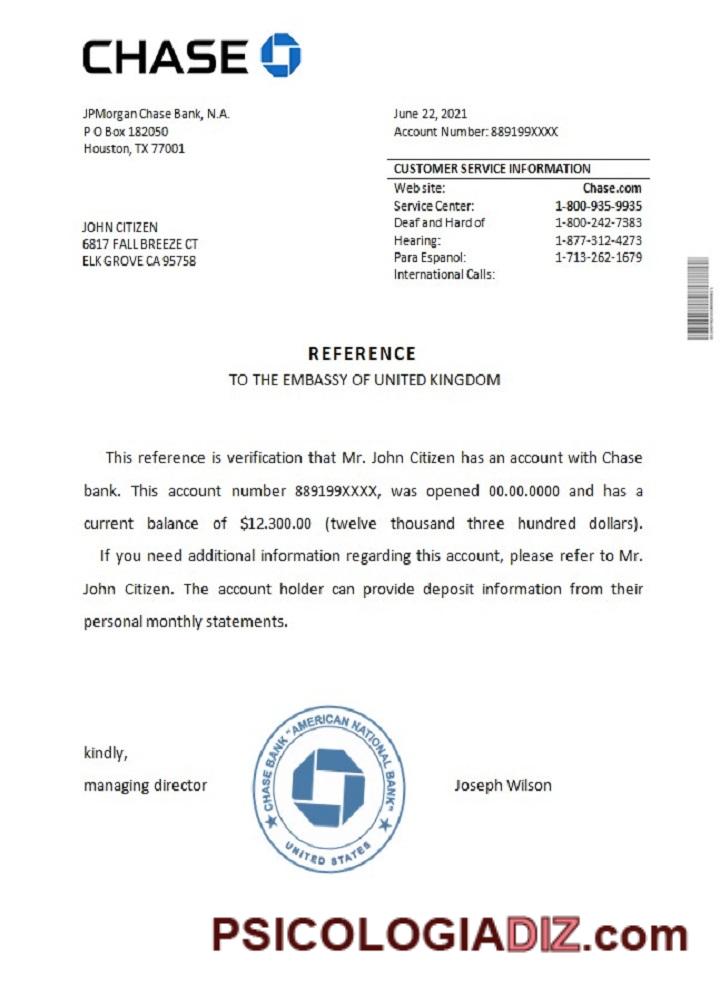 CHASE
JPMorgan Chase Bank, N.A.
P O Box 182050
Houston, TX 77001
June 22, 2021
Account Number: 889199XXXX
CUSTOMER SERVICE INFORMATION
Web site: Chase.com
Service Center: 1-800-935-9935
Deaf and Hard of 1-800-242-7383
Hearing: 1-877-312-4273
Para Espanol: 1-713-262-1679
International Calls:
JOHN CITIZEN
6817 FALL BREEZE CT
ELK GROVE CA 95758
REFERENCE
TO THE EMBASSY OF UNITED KINGDOM
This reference is verification that Mr. John Citizen has an account with Chase
bank. This account number 889199XXXX, was opened 00.00.0000 and has a
current balance of $12.300.00 (twelve thousand three hundred dollars).
If you need additional information regarding this account, please refer to Mr.
John Citizen. The account holder can provide deposit information from their
personal monthly statements.
kindly,
managing director
CHASE BANK "AMERICAN NATIONAL BANK"
UNITED STATES
Joseph Wilson
PSICOLOGIADIZ.com